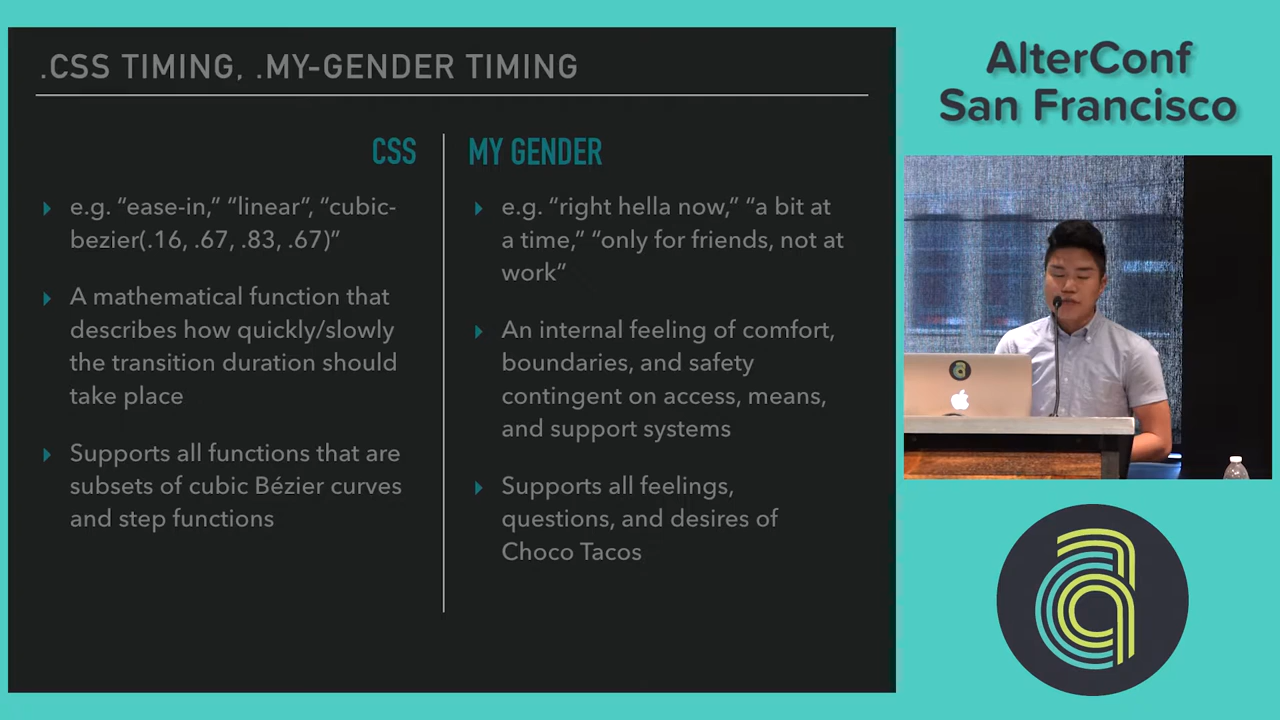 .CSS TIMING, .MY-GENDER TIMING
CSS
e.g. “ease-in,” “linear”, “cubic-
bezier(.16, .67, .83, .67)”
A mathematical function that
describes how quickly/slowly
the transition duration should
take place
Supports all functions that are
subsets of cubic Bézier curves
and step functions
MY GENDER
e.g. “right hella now,” “a bit at
a time,” “only for friends, not at
work”
An internal feeling of comfort,
boundaries, and safety
contingent on access, means,
and support systems
Supports all feelings,
questions, and desires of
Choco Tacos
AlterConf
San Francisco